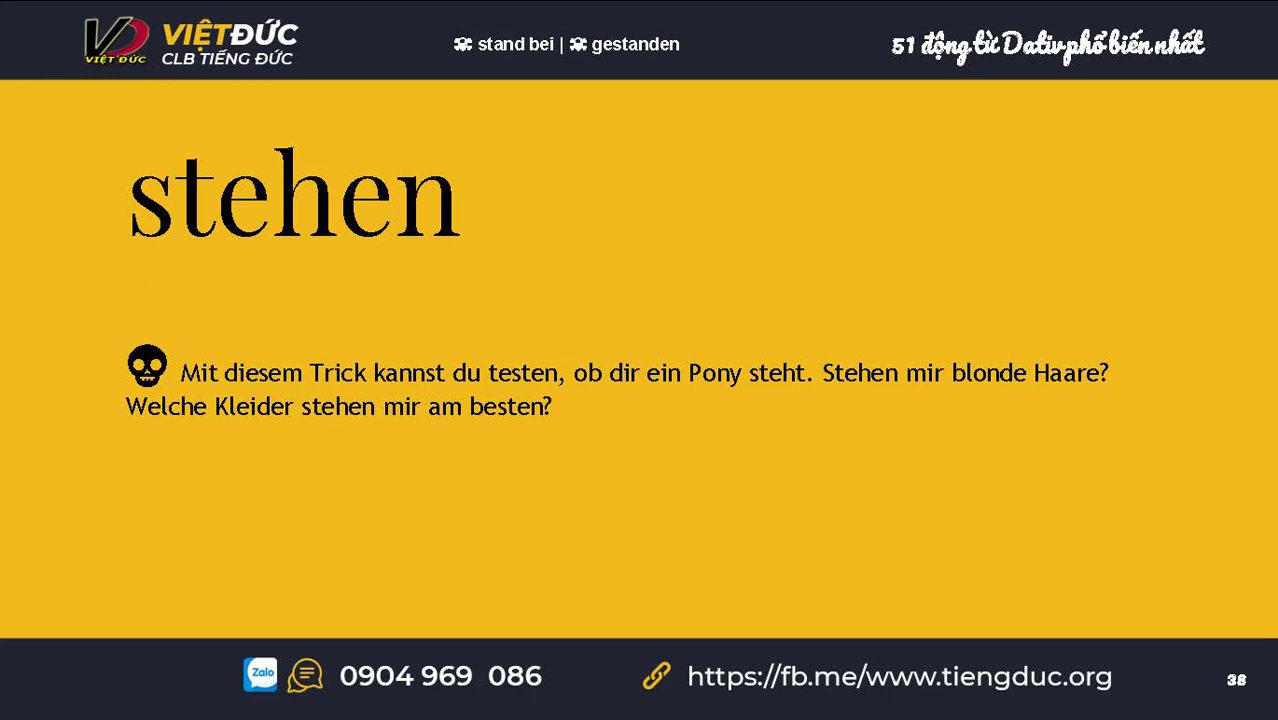 VIỆTĐỨC
CLB TIẾNG ĐỨC
VIỆT ĐỨC
stand bei | gestanden
51 động từ Dativ phổ biến nhất
stehen
Mit diesem Trick kannst du testen, ob dir ein Pony steht. Stehen mir blonde Haare?
Welche Kleider stehen mir am besten?
Zalo
0904 969 086
https://fb.me/www.tiengduc.org
38